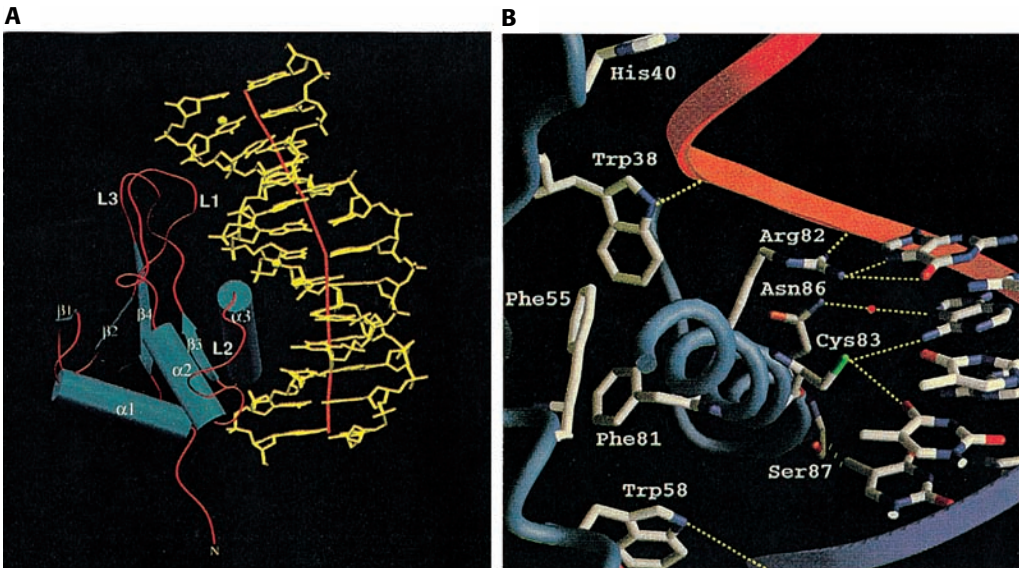 A
L3
L1
β1
β2
β4
α3
β3
L2
α2
α1
N
B
His40
Trp38
Arg82
Asn86
Phe55
Cys83
Phe81
Ser87
Trp58